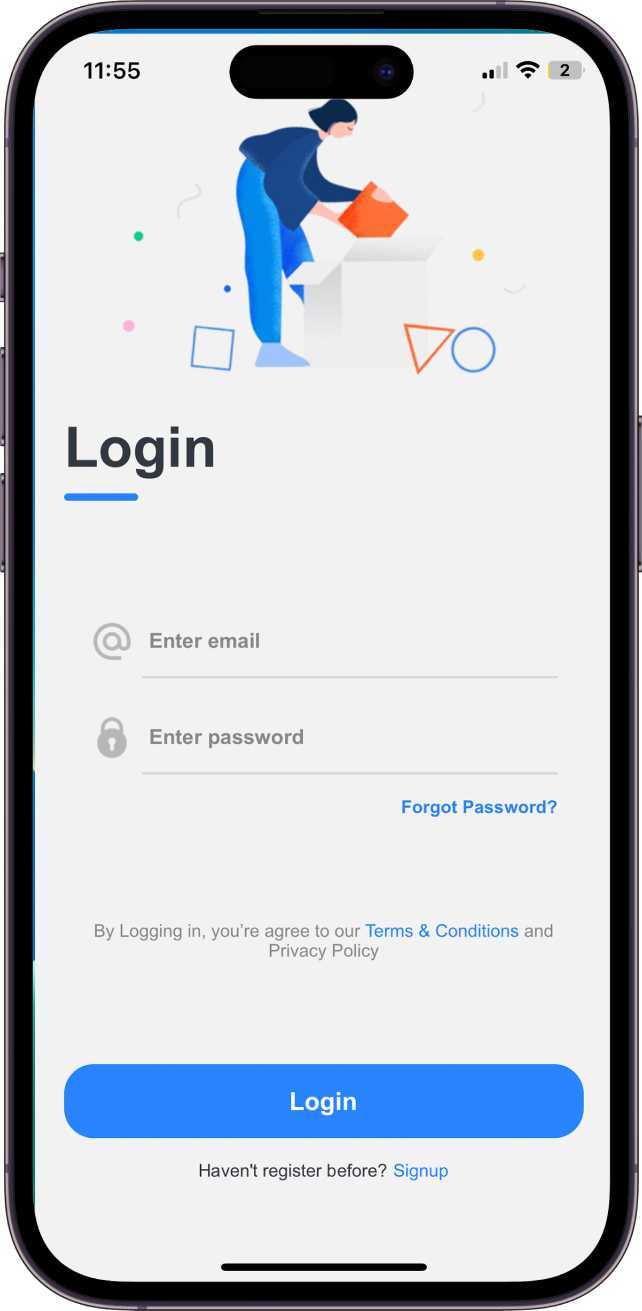 11:55
2
Login
Enter email
Enter password
Forgot Password?
By Logging in, you’re agree to our Terms & Conditions and
Privacy Policy
Login
Haven't register before? Signup